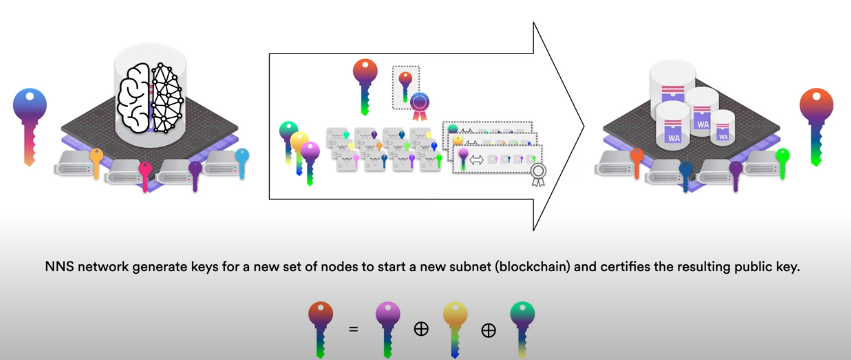 WA
WA
WA
NNS network generate keys for a new set of nodes to start a new subnet (blockchain) and certifies the resulting public key.
= ⊕ ⊕